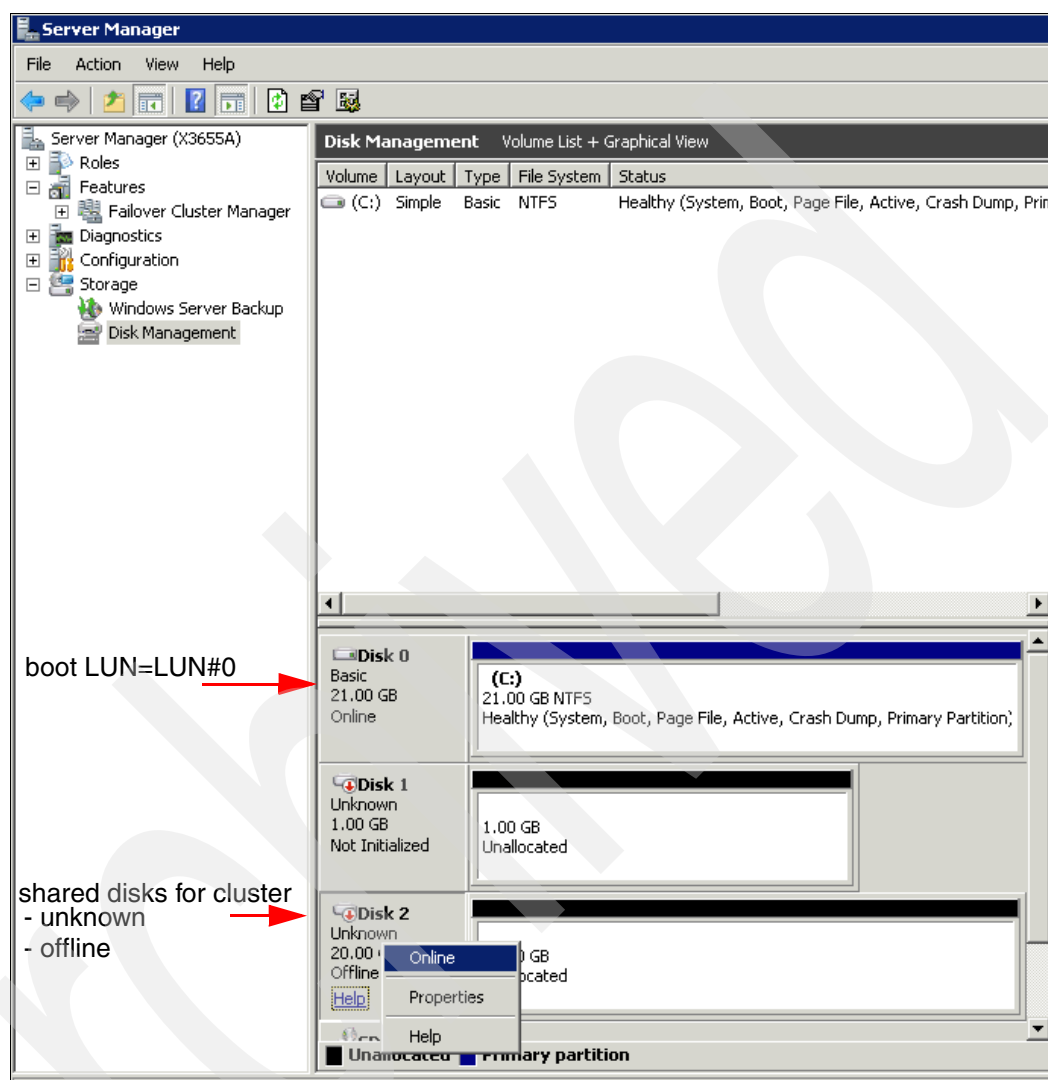 Server Manager
File Action View Help
Server Manager (X3655A)
Roles
Features
Failover Cluster Manager
Diagnostics
Configuration
Storage
Windows Server Backup
Disk Management
Disk Management Volume List + Graphical View
Volume Layout Type File System Status
(C:) Simple Basic NTFS Healthy (System, Boot, Page File, Active, Crash Dump, Prim
boot LUN=LUN#0
Disk 0
Basic
21.00 GB
Online
(C:)
21.00 GB NTFS
Healthy (System, Boot, Page File, Active, Crash Dump, Primary Partition)
Disk 1
Unknown
1.00 GB
Not Initialized
1.00 GB
Unallocated
shared disks for cluster
- unknown
- offline
Disk 2
Unknown
20.00
Offline
Help
GB
Online
Properties
Help
Unallocated Primary partition